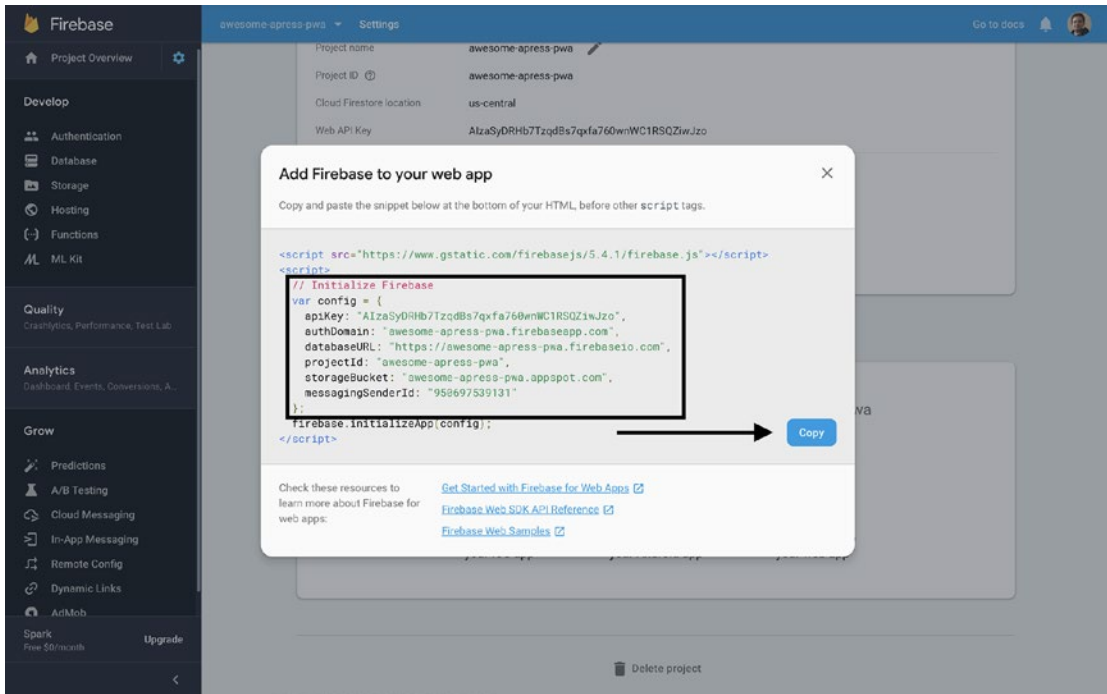 Firebase
awesome-apress-pwa
Settings
Go to docs
Project Overview
Develop
Authentication
Database
Storage
Hosting
Functions
ML Kit
Quality
Crashlytics, Performance, Test Lab
Analytics
Dashboard, Events, Conversions, A...
Grow
Predictions
A/B Testing
Cloud Messaging
In-App Messaging
Remote Config
Dynamic Links
AdMob
Spark
Free $0/month
Upgrade
Project name awesome-apress-pwa
Project ID awesome-apress-pwa
Cloud Firestore location us-central
Web API Key AIzaSyDRHb7TzqdBs7qxfa760wnWC1RSQZiwJzo
Add Firebase to your web app
Copy and paste the snippet below at the bottom of your HTML, before other script tags.
<script src="https://www.gstatic.com/firebasejs/5.4.1/firebase.js"></script>
<script>
// Initialize Firebase
var config = {
apiKey: "AIzaSyDRHb7TzqdBs7qxfa760wnWC1RSQZiwJzo",
authDomain: "awesome-apress-pwa.firebaseapp.com",
databaseURL: "https://awesome-apress-pwa.firebaseio.com",
projectId: "awesome-apress-pwa",
storageBucket: "awesome-apress-pwa.appspot.com",
messagingSenderId: "950697539131"
};
firebase.initializeApp(config);
</script>
Copy
Check these resources to
learn more about Firebase for
web apps:
Get Started with Firebase for Web Apps
Firebase Web SDK API Reference
Firebase Web Samples
Delete project